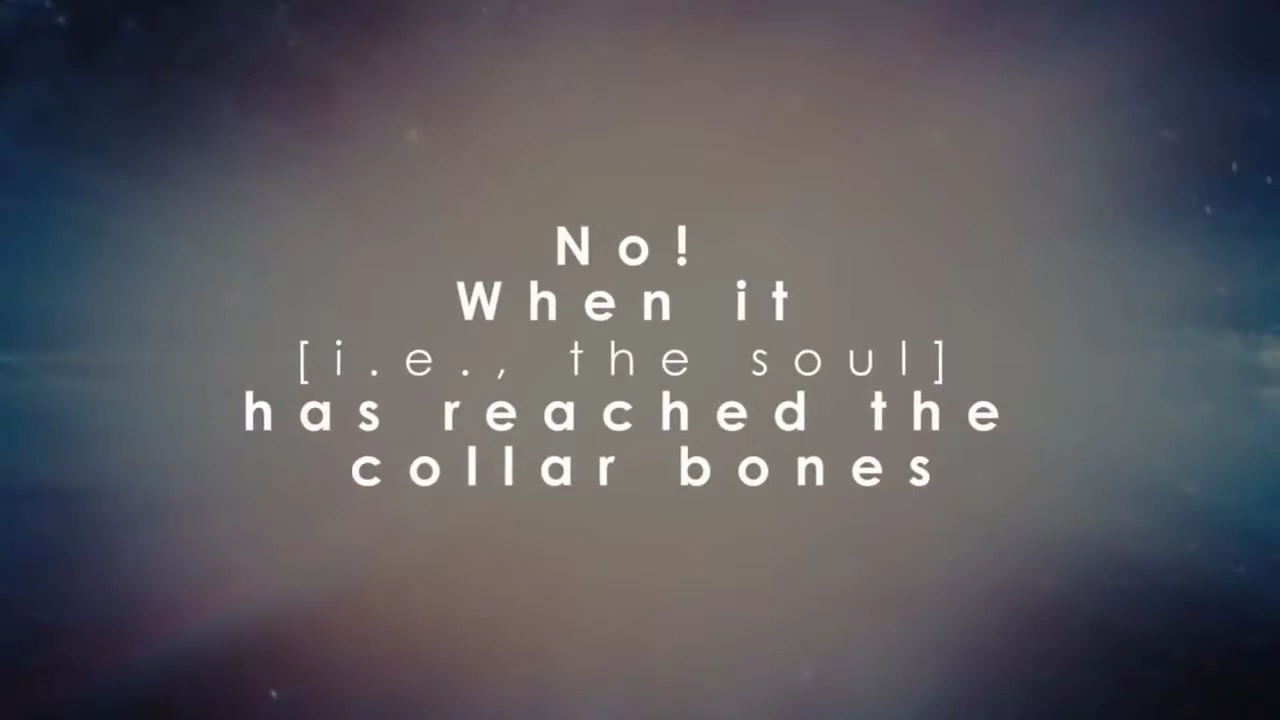 No!
When it
[i.e., the soul]
has reached the
collar bones